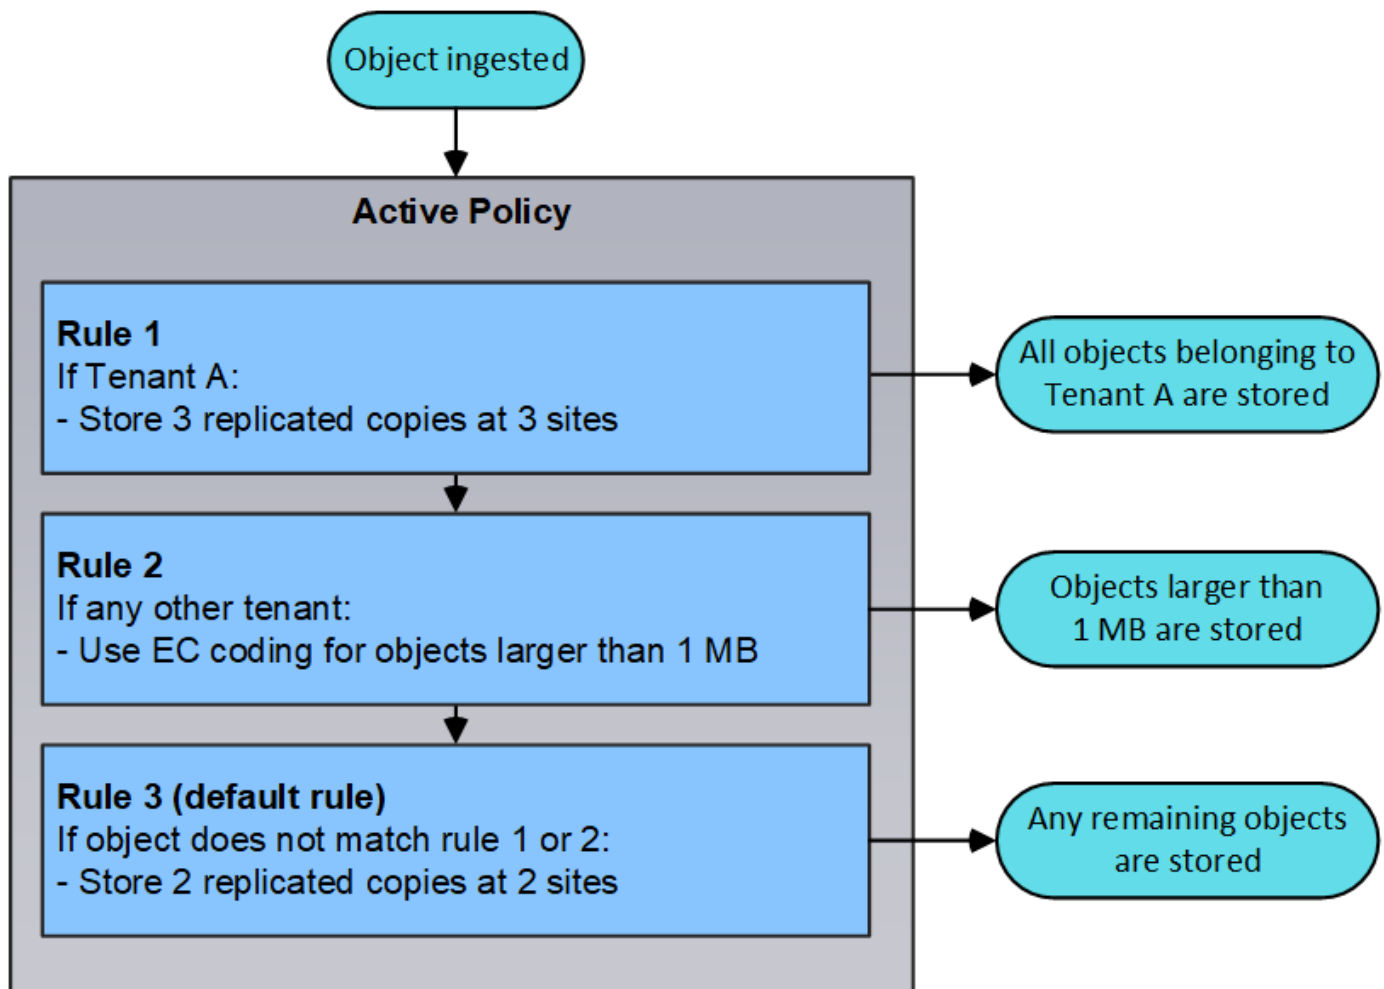 Object ingested
Active Policy
Rule 1
If Tenant A:
- Store 3 replicated copies at 3 sites
All objects belonging to
Tenant A are stored
Rule 2
If any other tenant:
- Use EC coding for objects larger than 1 MB
Objects larger than
1 MB are stored
Rule 3 (default rule)
If object does not match rule 1 or 2:
- Store 2 replicated copies at 2 sites
Any remaining objects
are stored